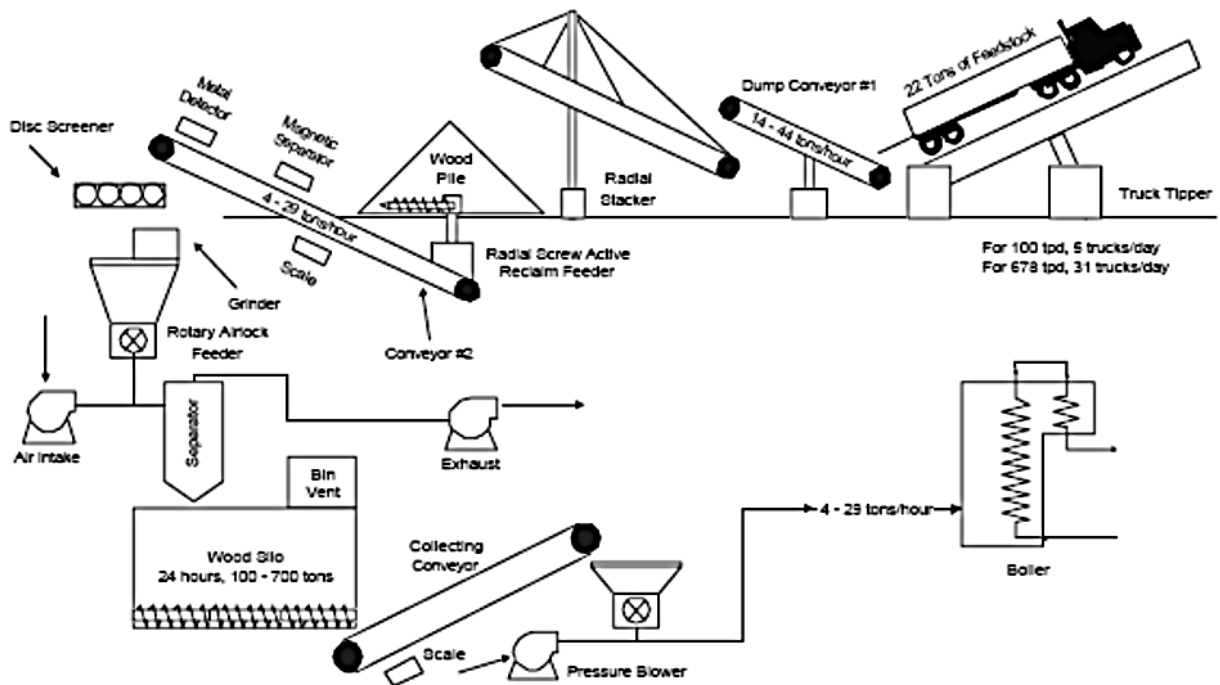 22 Tons of Feedstock
Dump Conveyor #1
14 - 44 tons/hour
Metal
Detector
Disc Screener
Magnetic
Separator
Wood
Pile
4 - 29 tons/hour
Radial
Stacker
Truck Tipper
Scale
Radial Screw Active
Reclaim Feeder
For 100 tpd, 5 trucks/day
For 678 tpd, 31 trucks/day
Grinder
Rotary Airlock
Feeder
Conveyor #2
Separator
Air Intake
Exhaust
Bin
Vent
4 - 29 tons/hour
Wood Silo
24 hours, 100 - 700 tons
Collecting
Conveyor
Boiler
Scale
Pressure Blower